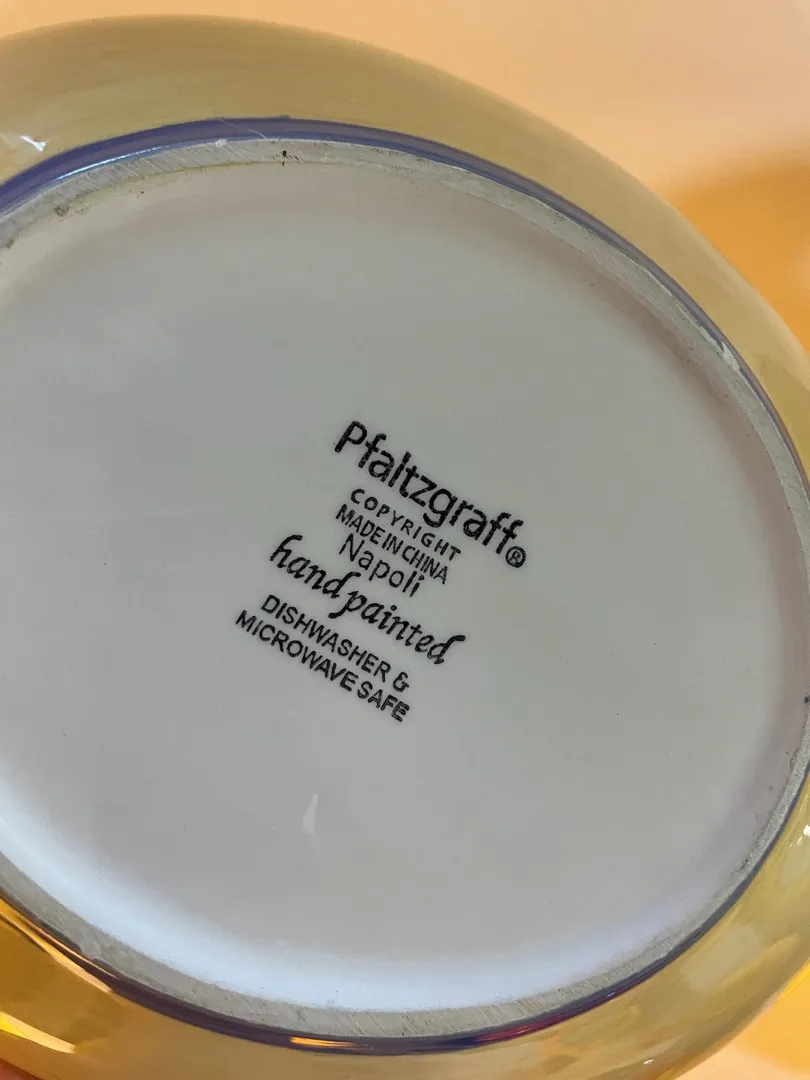 Pfaltzgraff®
COPYRIGHT
MADE IN CHINA
Napoli
hand painted
DISHWASHER &
MICROWAVE SAFE